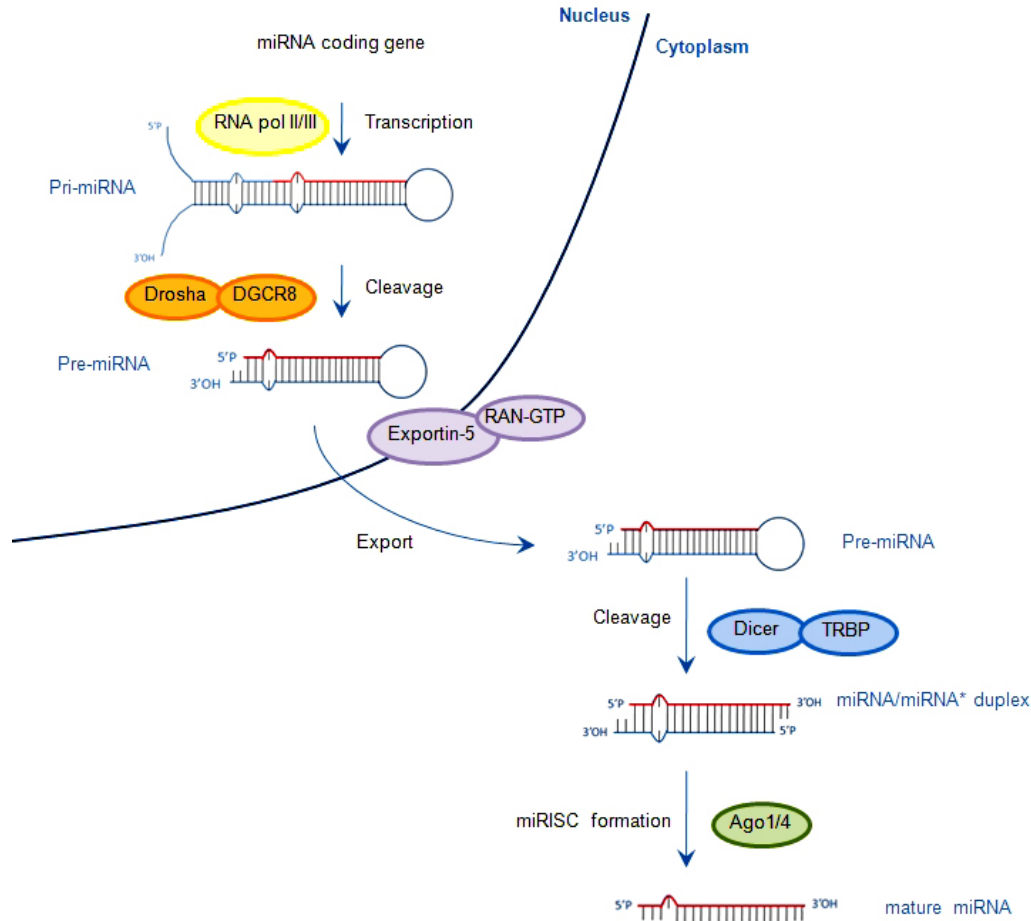 Nucleus
Cytoplasm
miRNA coding gene
RNA pol II/III
Transcription
5'P
Pri-miRNA
3'OH
Drosha
DGCR8
Cleavage
Pre-miRNA
5'P
3'OH
Exportin-5
RAN-GTP
Export
5'P
3'OH
Pre-miRNA
Cleavage
Dicer
TRBP
5'P
3'OH
miRNA/miRNA* duplex
3'OH
5'P
miRISC formation
Ago1/4
5'P
3'OH
mature miRNA